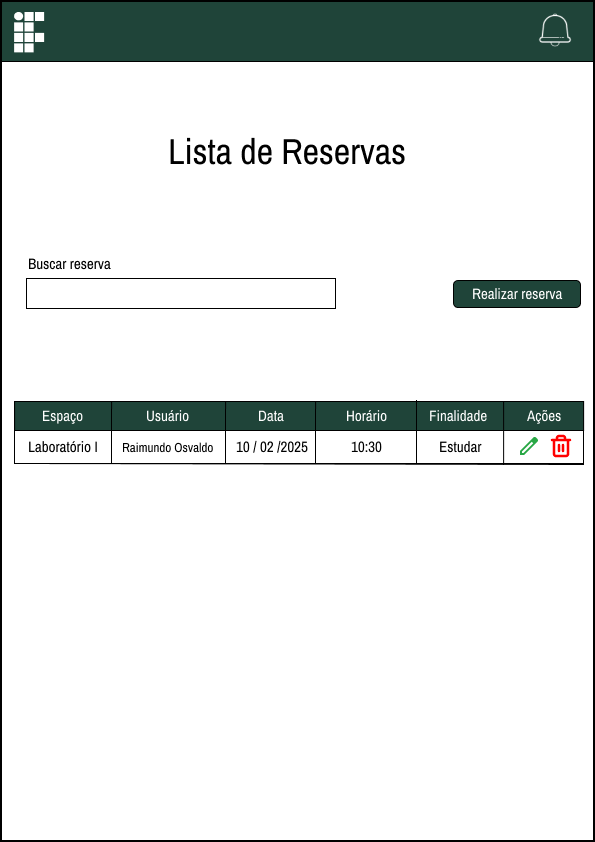 Lista de Reservas
Buscar reserva
Realizar reserva
Espaço Usuário Data Horário Finalidade Ações
Laboratório I Raimundo Osvaldo 10 / 02 /2025 10:30 Estudar